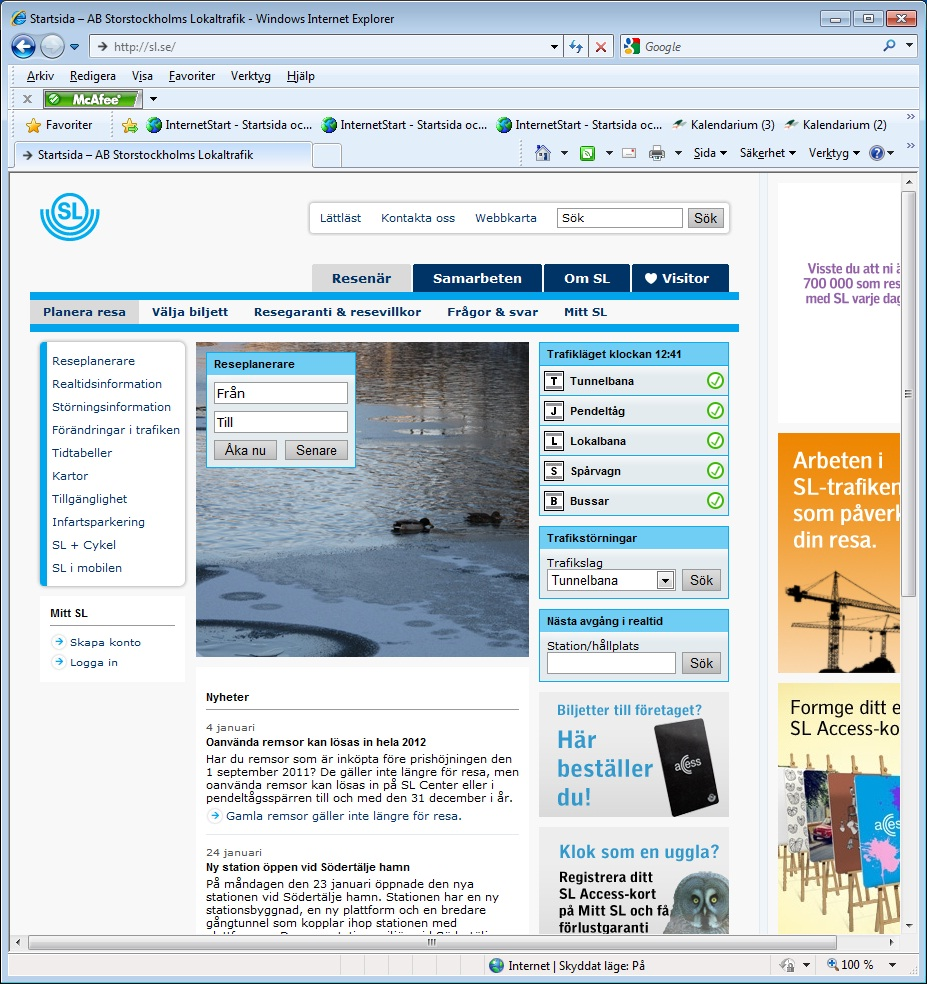 Startsida – AB Storstockholms Lokaltrafik - Windows Internet Explorer
http://sl.se/
Google
Arkiv Redigera Visa Favoriter Verktyg Hjälp
x McAfee
Favoriter InternetStart - Startsida oc... InternetStart - Startsida oc... InternetStart - Startsida oc... Kalendarium (3) Kalendarium (2) »
Startsida – AB Storstockholms Lokaltrafik Sida Säkerhet Verktyg »
SL
Lättläst Kontakta oss Webbkarta Sök Sök
Resenär Samarbeten Om SL Visitor
Planera resa Välja biljett Resegaranti & resevillkor Frågor & svar Mitt SL
Reseplanerare
Realtidsinformation
Störningsinformation
Förändringar i trafiken
Tidtabeller
Kartor
Tillgänglighet
Infartsparkering
SL + Cykel
SL i mobilen
Mitt SL
Skapa konto
Logga in
Reseplanerare
Från
Till
Åka nu Senare
Nyheter
4 januari
Oanvända remsor kan lösas in hela 2012
Har du remsor som är inköpta före prishöjningen den
1 september 2011? De gäller inte längre för resa, men
oanvända remsor kan lösas in på SL Center eller i
pendeltågsspärren till och med den 31 december i år.
Gamla remsor gäller inte längre för resa.
24 januari
Ny station öppen vid Södertälje hamn
På måndagen den 23 januari öppnade den nya
stationen vid Södertälje hamn. Stationen har en ny
stationsbyggnad, en ny plattform och en bredare
gångtunnel som kopplar ihop stationen med
Trafikläget klockan 12:41
T Tunnelbana
J Pendeltåg
L Lokalbana
S Spårvagn
B Bussar
Trafikstörningar
Trafikslag
Tunnelbana Sök
Nästa avgång i realtid
Station/hållplats
Sök
Biljetter till företaget?
Här
beställer
du!
access
Klok som en uggla?
Registrera ditt
SL Access-kort
på Mitt SL och få
förlustgaranti
Visste du att ni ä
700 000 som res
med SL varje dag
Arbeten i
SL-trafiken
som påverk
din resa.
Formge ditt e
SL Access-ko
Internet | Skyddat läge: På 100 %